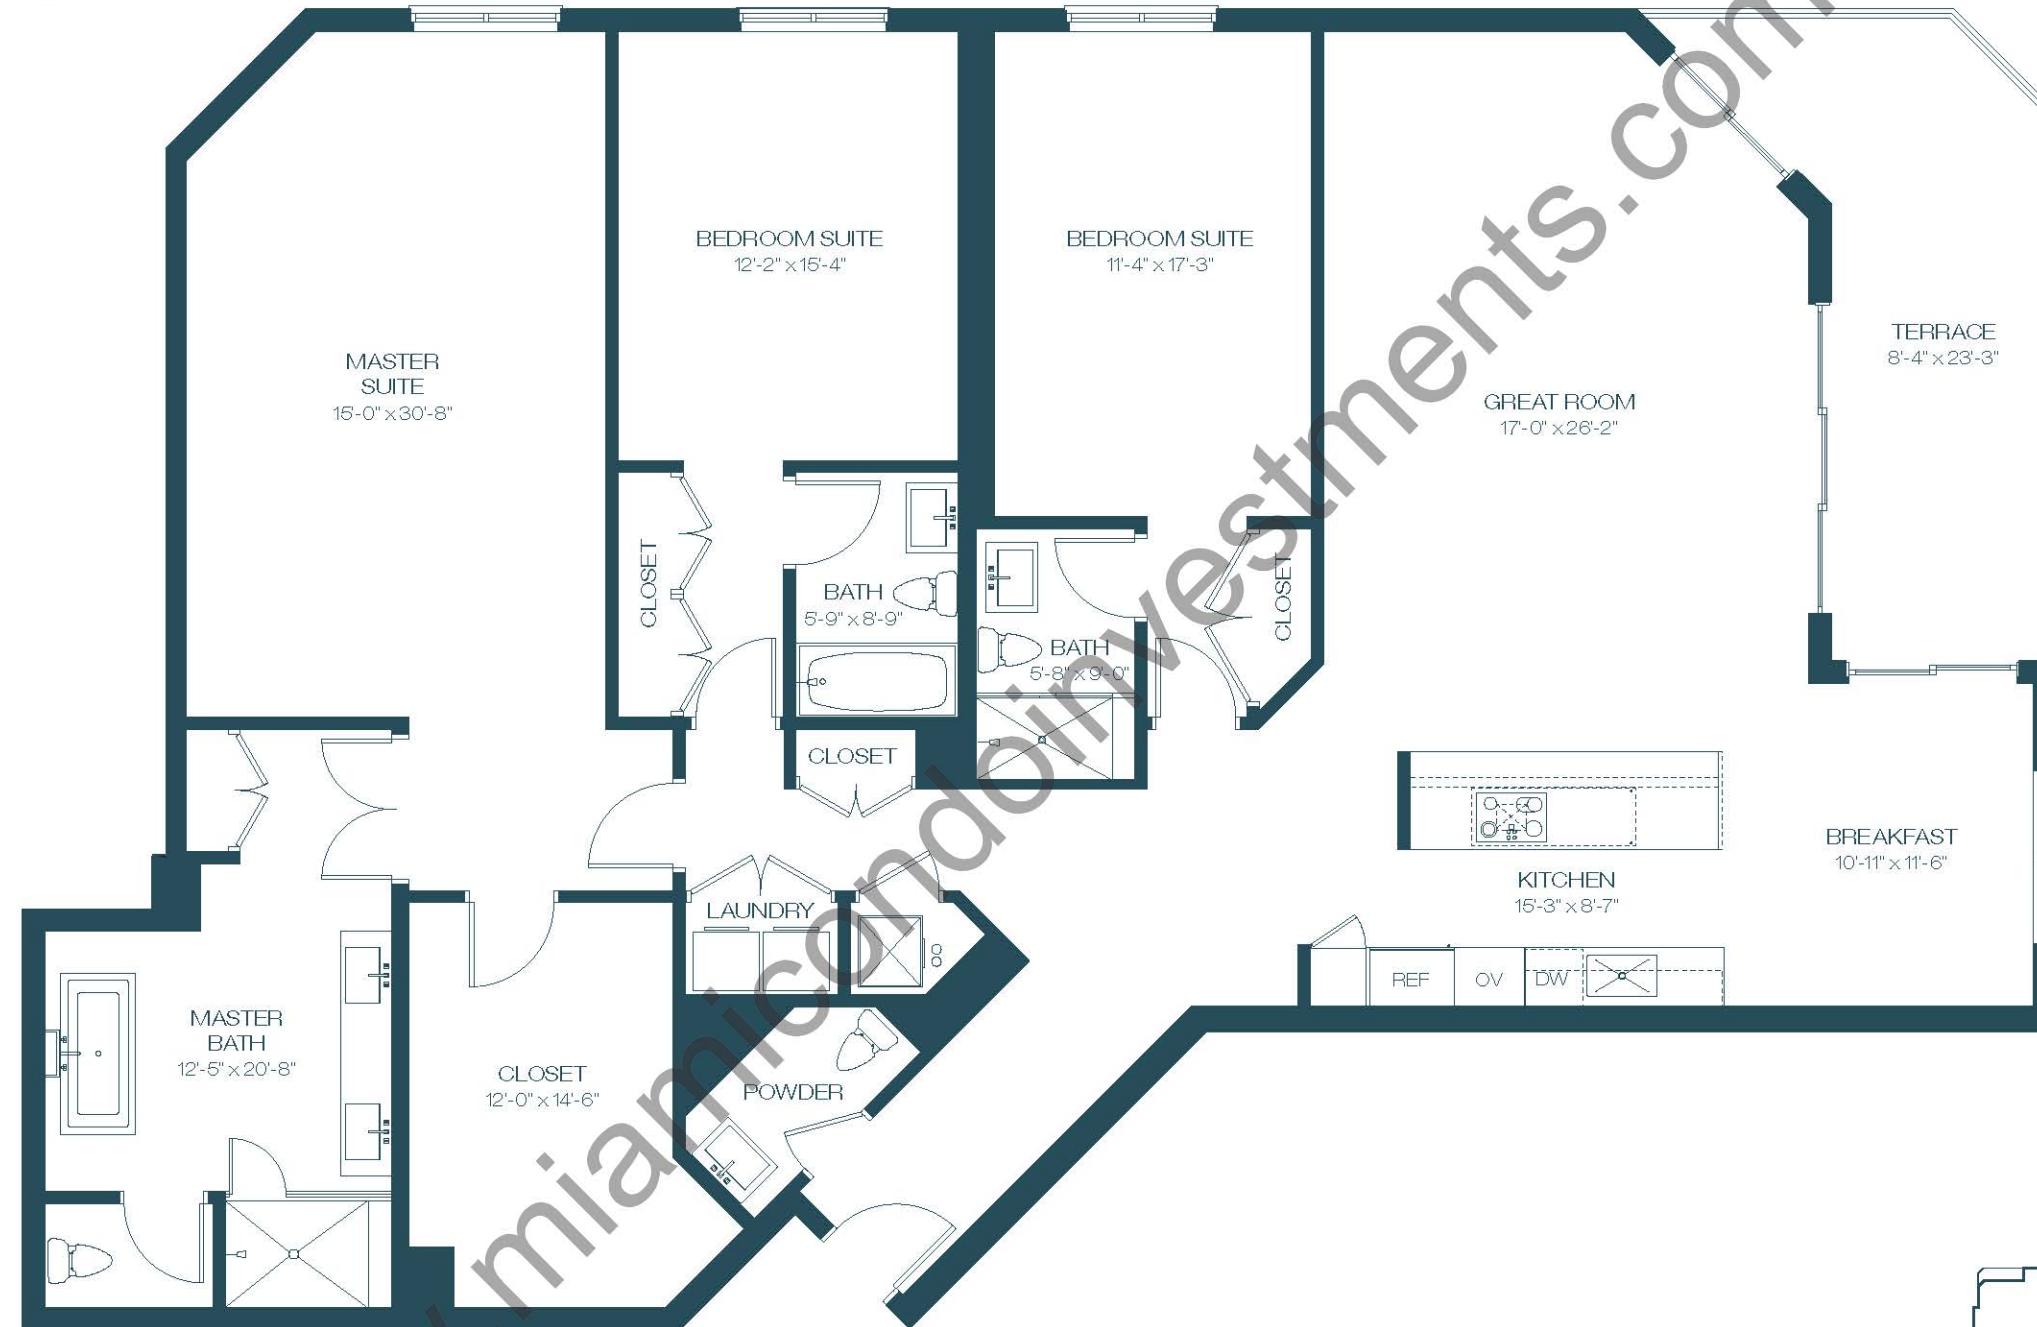 BEDROOM SUITE
12'-2" x 15'-4"
BEDROOM SUITE
11'-4" x 17'-3"
MASTER
SUITE
15'-0" x 30'-8"
GREAT ROOM
17'-0" x 26'-2"
TERRACE
8'-4" x 23'-3"
CLOSET
BATH
5'-9" x 8'-9"
BATH
5'-8" x 9'-0"
CLOSET
CLOSET
BREAKFAST
10'-11" x 11'-6"
KITCHEN
15'-3" x 8'-7"
LAUNDRY
REF
OV
DW
MASTER
BATH
12'-5" x 20'-8"
CLOSET
12'-0" x 14'-6"
POWDER
miamicondoinvestments.com